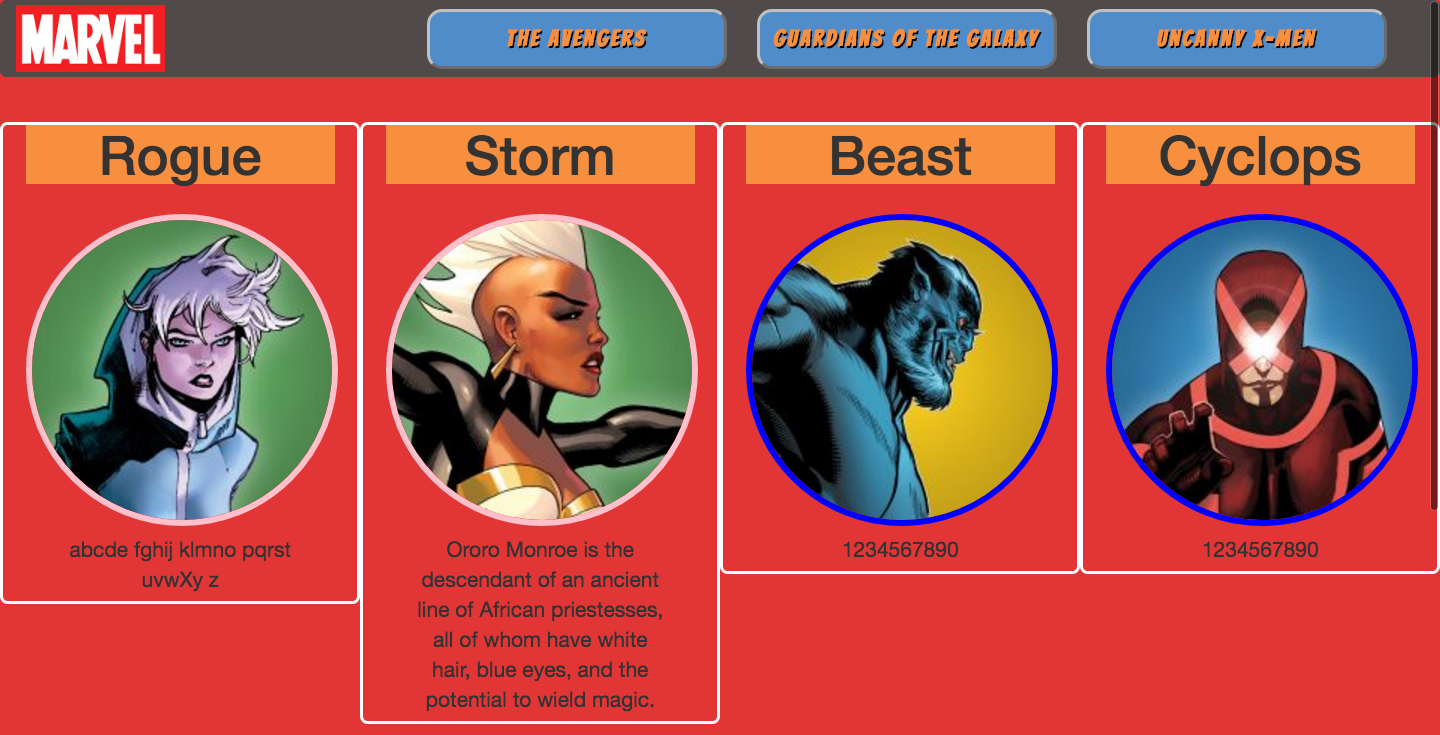 MARVEL
THE AVENGERS
GUARDIANS OF THE GALAXY
UNCANNY X-MEN
Rogue
Storm
Beast
Cyclops
abcde fghij klmno pqrst
uvwXy z
Ororo Monroe is the
descendant of an ancient
line of African priestesses,
all of whom have white
hair, blue eyes, and the
potential to wield magic.
1234567890
1234567890